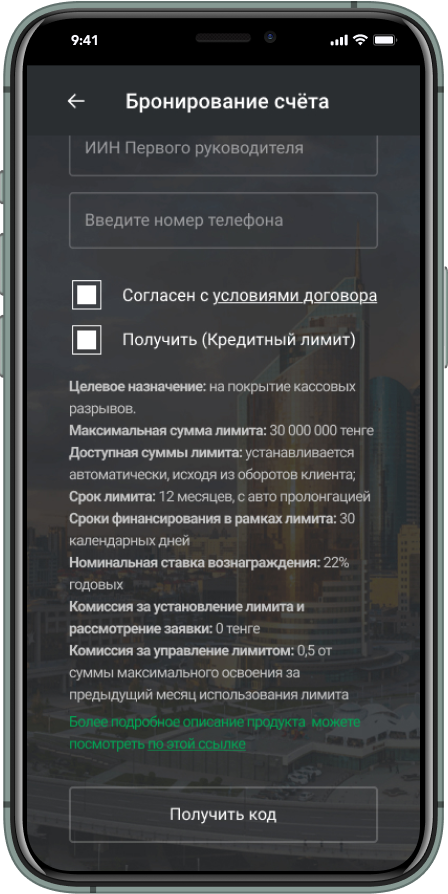 9:41
Бронирование счёта
ИИН Первого руководителя
Введите номер телефона
Согласен с условиями договора
Получить (Кредитный лимит)
Целевое назначение: на покрытие кассовых
разрывов.
Максимальная сумма лимита: 30 000 000 тенге
Доступная суммы лимита: устанавливается
автоматически, исходя из оборотов клиента;
Срок лимита: 12 месяцев, с авто пролонгацией
Сроки финансирования в рамках лимита: 30
календарных дней
Номинальная ставка вознаграждения: 22%
годовых
Комиссия за установление лимита и
рассмотрение заявки: 0 тенге
Комиссия за управление лимитом: 0,5 от
суммы максимального освоения за
предыдущий месяц использования лимита
Более подробное описание продукта можете
посмотреть по этой ссылке
Получить код